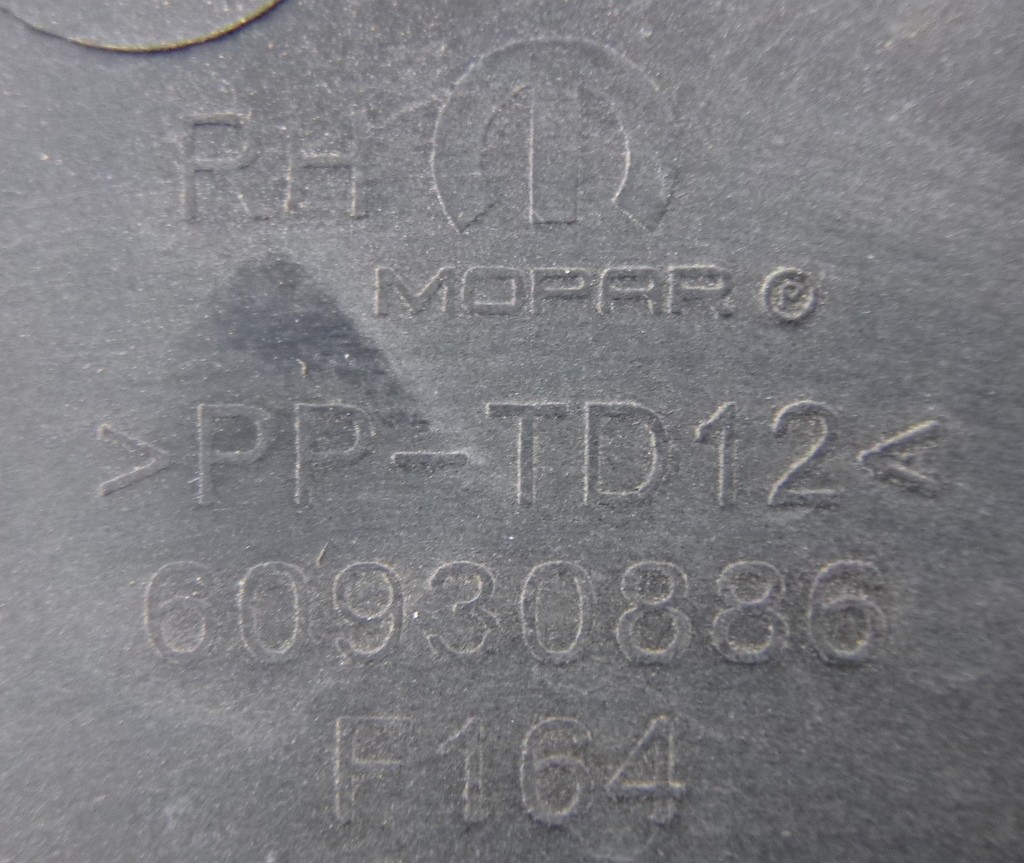 RH
MOPAR ®
>PP-TD12<
60930886
F164